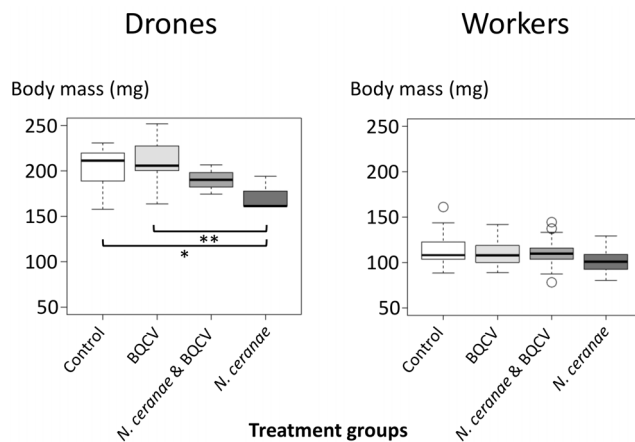 Drones
Workers
Body mass (mg)
Body mass (mg)
250
200
150
100
50
**
*
Control
BQCV
N. ceranae & BQCV
N. ceranae
250
200
150
100
50
Control
BQCV
N. ceranae & BQCV
N. ceranae
Treatment groups